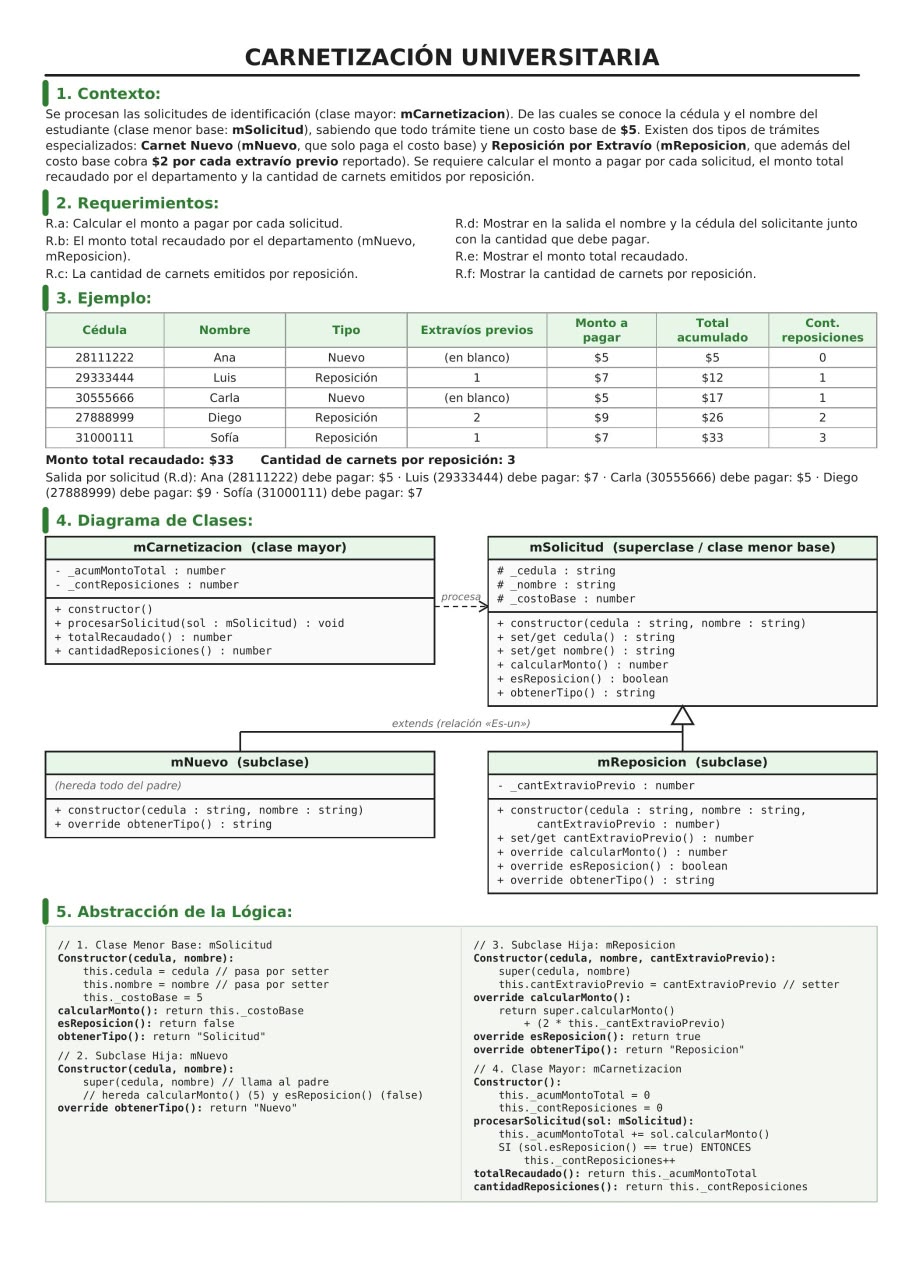 CARNETIZACIÓN UNIVERSITARIA
1. Contexto:
Se procesan las solicitudes de identificación (clase mayor: mCarnetizacion). De las cuales se conoce la cédula y el nombre del
estudiante (clase menor base: mSolicitud), sabiendo que todo trámite tiene un costo base de $5. Existen dos tipos de trámites
especializados: Carnet Nuevo (mNuevo, que solo paga el costo base) y Reposición por Extravío (mReposicion, que además del
costo base cobra $2 por cada extravío previo reportado). Se requiere calcular el monto a pagar por cada solicitud, el monto total
recaudado por el departamento y la cantidad de carnets emitidos por reposición.
2. Requerimientos:
R.a: Calcular el monto a pagar por cada solicitud.
R.b: El monto total recaudado por el departamento (mNuevo,
mReposicion).
R.c: La cantidad de carnets emitidos por reposición.
R.d: Mostrar en la salida el nombre y la cédula del solicitante junto
con la cantidad que debe pagar.
R.e: Mostrar el monto total recaudado.
R.f: Mostrar la cantidad de carnets por reposición.
3. Ejemplo:
Cédula Nombre Tipo Extravíos previos Monto a pagar Total acumulado Cont. reposiciones
28111222 Ana Nuevo (en blanco) $5 $5 0
29333444 Luis Reposición 1 $7 $12 1
30555666 Carla Nuevo (en blanco) $5 $17 1
27888999 Diego Reposición 2 $9 $26 2
31000111 Sofía Reposición 1 $7 $33 3
Monto total recaudado: $33 Cantidad de carnets por reposición: 3
Salida por solicitud (R.d): Ana (28111222) debe pagar: $5 · Luis (29333444) debe pagar: $7 · Carla (30555666) debe pagar: $5 · Diego
(27888999) debe pagar: $9 · Sofía (31000111) debe pagar: $7
4. Diagrama de Clases:
mCarnetizacion (clase mayor)
- _acumMontoTotal : number
- _contReposiciones : number
+ constructor()
+ procesarSolicitud(sol : mSolicitud) : void
+ totalRecaudado() : number
+ cantidadReposiciones() : number
procesa
mSolicitud (superclase / clase menor base)
# _cedula : string
# _nombre : string
# _costoBase : number
+ constructor(cedula : string, nombre : string)
+ set/get cedula() : string
+ set/get nombre() : string
+ calcularMonto() : number
+ esReposicion() : boolean
+ obtenerTipo() : string
extends (relación «Es-un»)
mNuevo (subclase)
(hereda todo del padre)
+ constructor(cedula : string, nombre : string)
+ override obtenerTipo() : string
mReposicion (subclase)
- _cantExtravioPrevio : number
+ constructor(cedula : string, nombre : string,
cantExtravioPrevio : number)
+ set/get cantExtravioPrevio() : number
+ override calcularMonto() : number
+ override esReposicion() : boolean
+ override obtenerTipo() : string
5. Abstracción de la Lógica:
// 1. Clase Menor Base: mSolicitud
Constructor(cedula, nombre):
this.cedula = cedula // pasa por setter
this.nombre = nombre // pasa por setter
this._costoBase = 5
calcularMonto(): return this._costoBase
esReposicion(): return false
obtenerTipo(): return "Solicitud"
// 2. Subclase Hija: mNuevo
Constructor(cedula, nombre):
super(cedula, nombre) // llama al padre
// hereda calcularMonto() (5) y esReposicion() (false)
override obtenerTipo(): return "Nuevo"
// 3. Subclase Hija: mReposicion
Constructor(cedula, nombre, cantExtravioPrevio):
super(cedula, nombre)
this.cantExtravioPrevio = cantExtravioPrevio // setter
override calcularMonto():
return super.calcularMonto()
+ (2 * this._cantExtravioPrevio)
override esReposicion(): return true
override obtenerTipo(): return "Reposicion"
// 4. Clase Mayor: mCarnetizacion
Constructor():
this._acumMontoTotal = 0
this._contReposiciones = 0
procesarSolicitud(sol: mSolicitud):
this._acumMontoTotal += sol.calcularMonto()
SI (sol.esReposicion() == true) ENTONCES
this._contReposiciones++
totalRecaudado(): return this._acumMontoTotal
cantidadReposiciones(): return this._contReposiciones